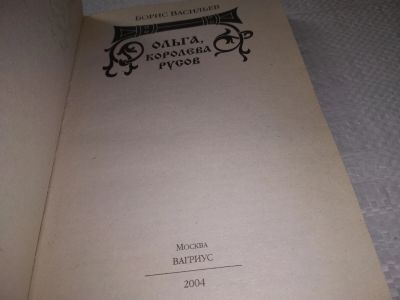 Борис Васильев
ОЛЬГА,
КОРОЛЕВА
РУСОВ
Москва
ВАГРИУС
2004